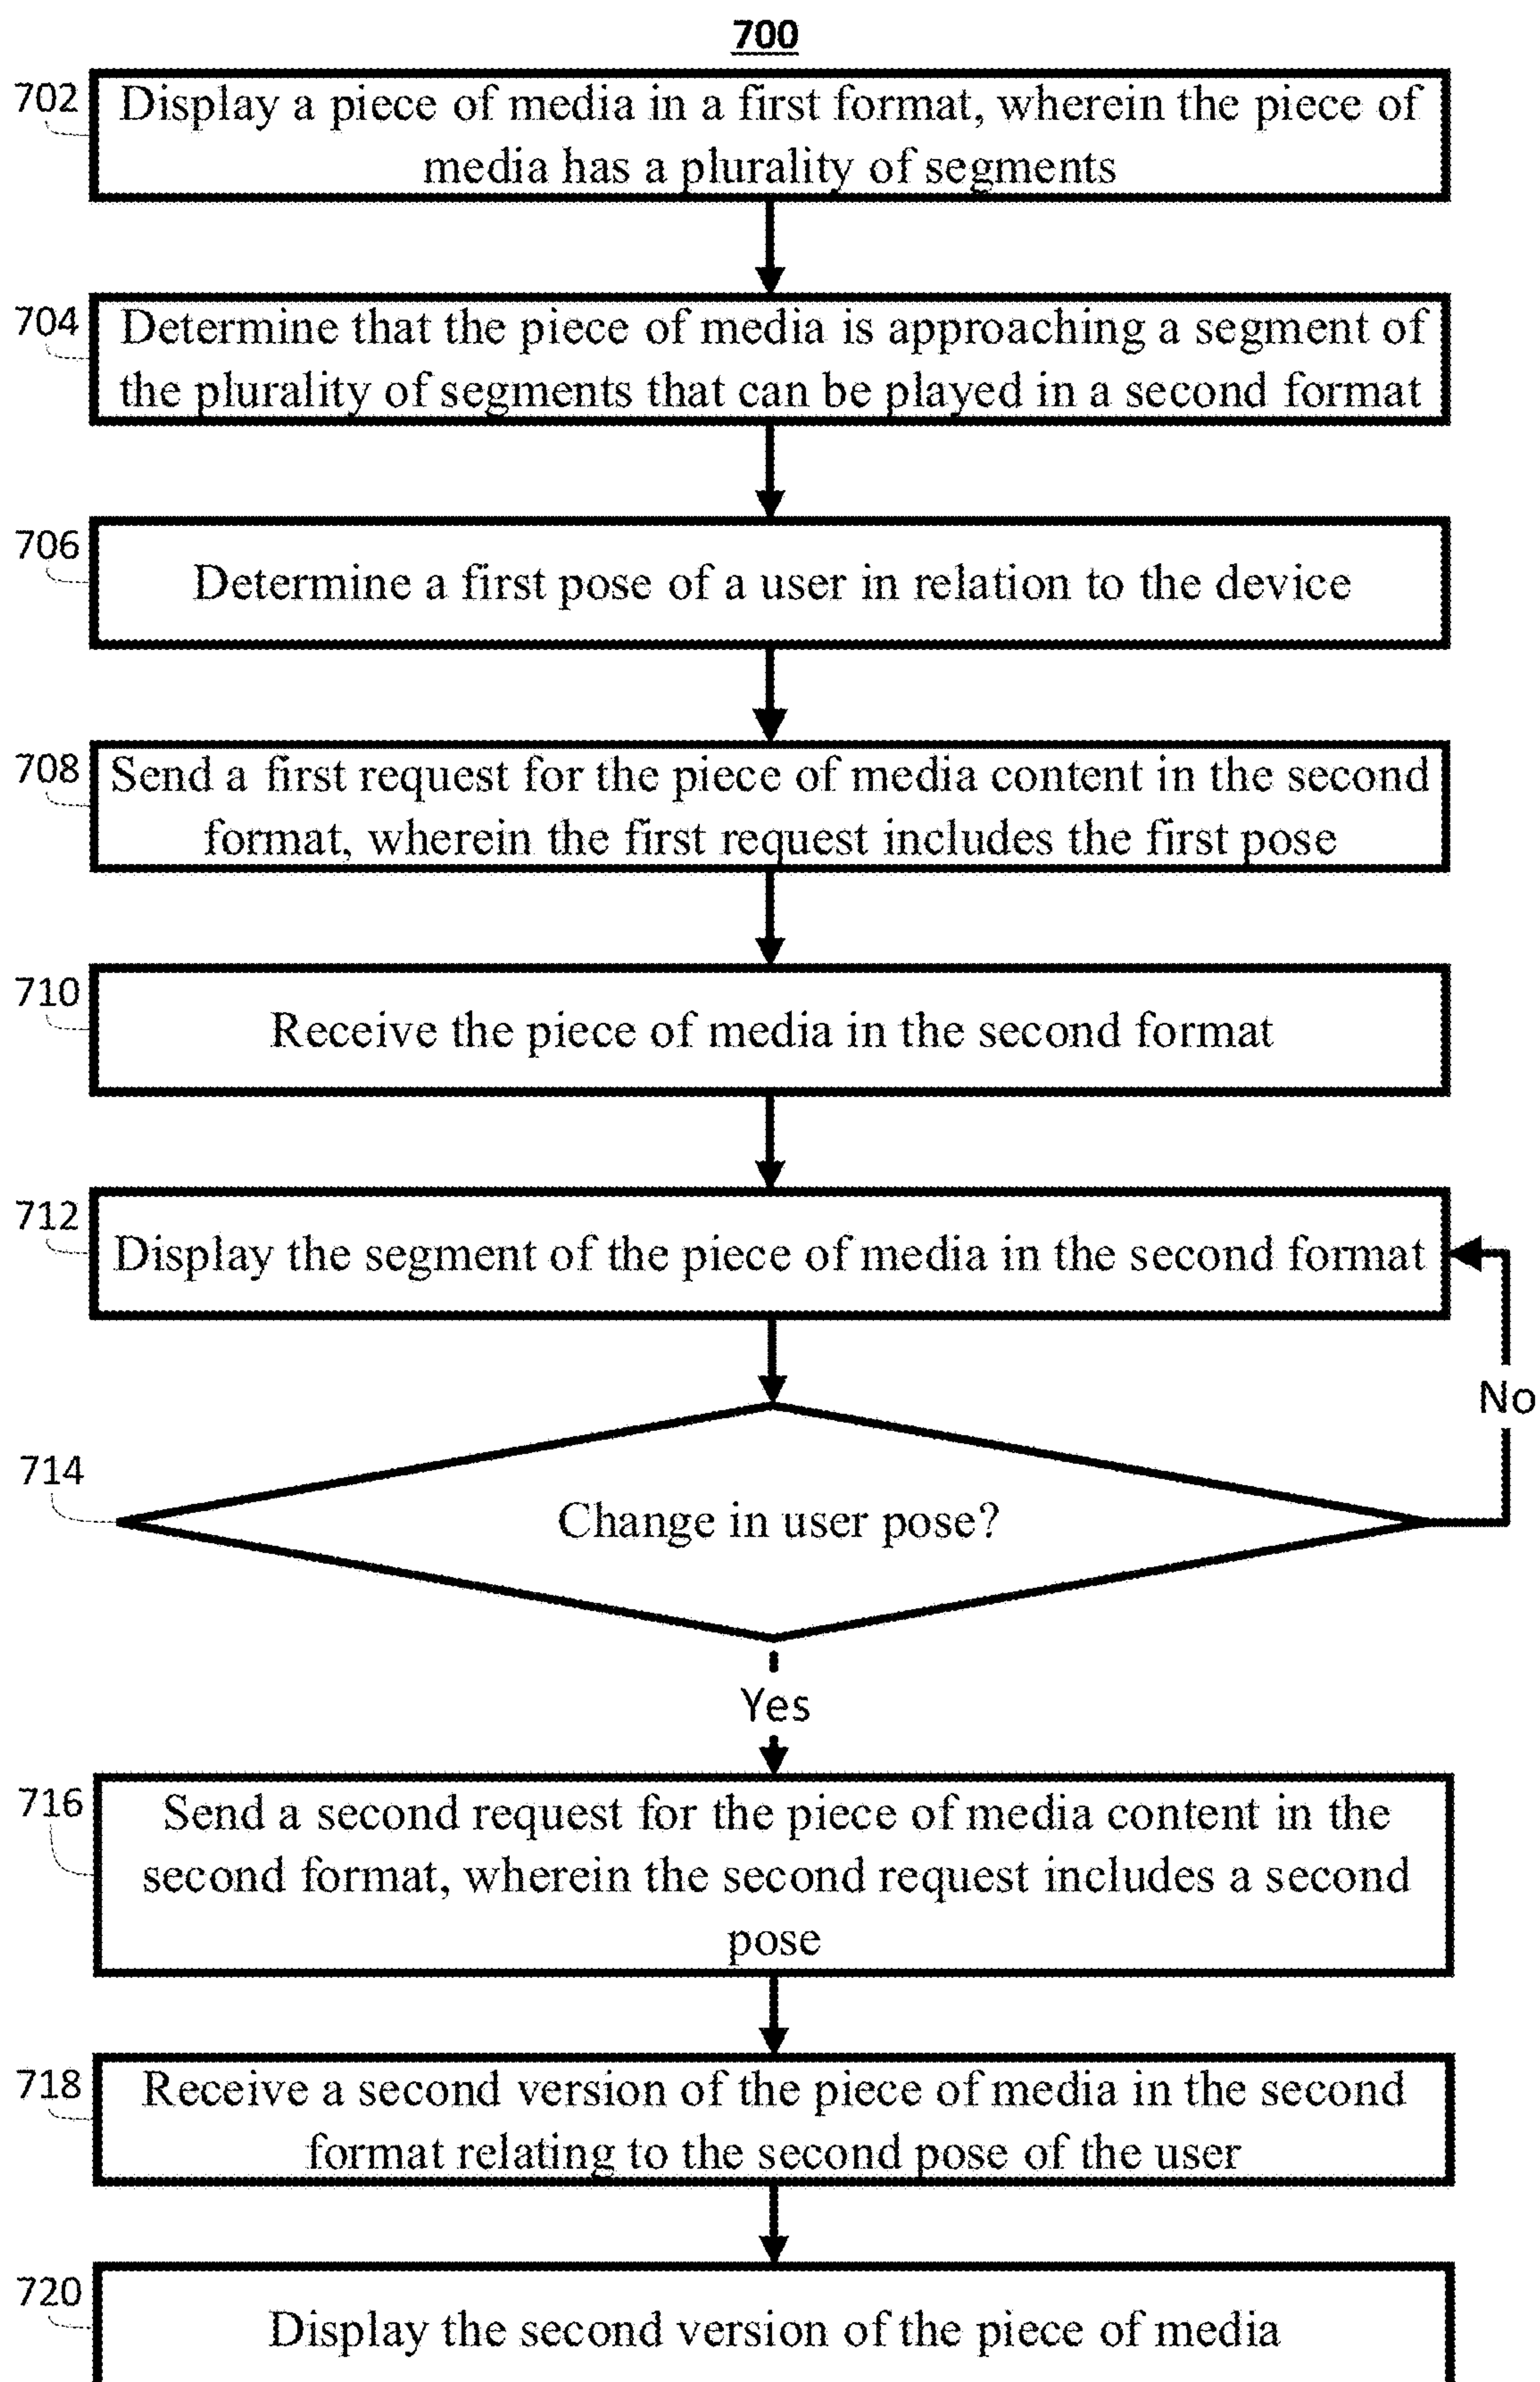 700
702
Display a piece of media in a first format, wherein the piece of
media has a plurality of segments
704
Determine that the piece of media is approaching a segment of
the plurality of segments that can be played in a second format
706
Determine a first pose of a user in relation to the device
708
Send a first request for the piece of media content in the second
format, wherein the first request includes the first pose
710
Receive the piece of media in the second format
712
Display the segment of the piece of media in the second format
No
714
Change in user pose?
Yes
716
Send a second request for the piece of media content in the
second format, wherein the second request includes a second
pose
718
Receive a second version of the piece of media in the second
format relating to the second pose of the user
720
Display the second version of the piece of media